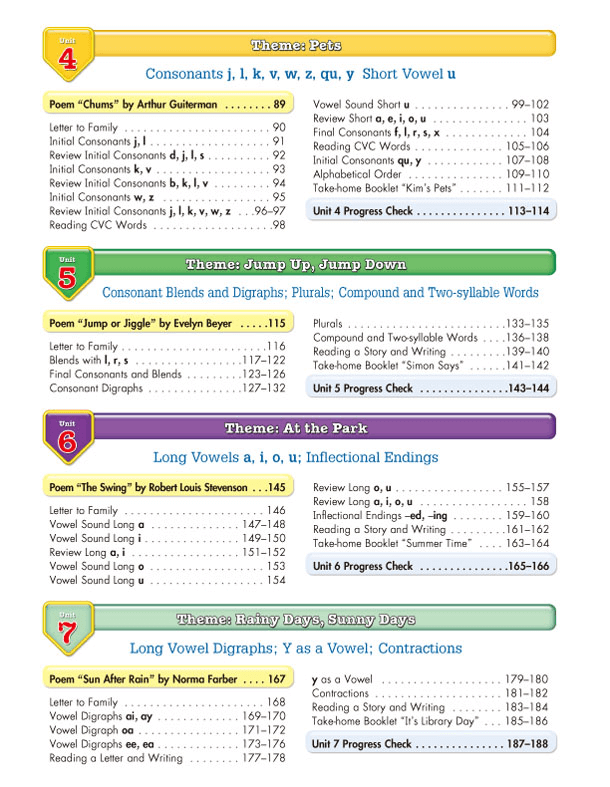 Unit
4
Theme: Pets
Consonants j, l, k, v, w, z, qu, y Short Vowel u
Poem “Chums” by Arthur Guiterman ........ 89
Letter to Family ........................ 90
Initial Consonants j, l .................... 91
Review Initial Consonants d, j, l, s .......... 92
Initial Consonants k, v .................... 93
Review Initial Consonants b, k, l, v .......... 94
Initial Consonants w, z ................... 95
Review Initial Consonants j, l, k, v, w, z ...96–97
Reading CVC Words ...................98
Vowel Sound Short u ............... 99–102
Review Short a, e, i, o, u ................ 103
Final Consonants f, l, r, s, x .............. 104
Reading CVC Words ............... 105–106
Initial Consonants qu, y ............. 107–108
Alphabetical Order ................. 109–110
Take-home Booklet “Kim’s Pets” ....... 111–112
Unit 4 Progress Check ............... 113–114
Unit
5
Theme: Jump Up, Jump Down
Consonant Blends and Digraphs; Plurals; Compound and Two-syllable Words
Poem “Jump or Jiggle” by Evelyn Beyer .....115
Letter to Family ........................116
Blends with l, r, s ..................117–122
Final Consonants and Blends ..........123–126
Consonant Digraphs ................127–132
Plurals ..........................133–135
Compound and Two-syllable Words ....136–138
Reading a Story and Writing ..........139–140
Take-home Booklet “Simon Says” ......141–142
Unit 5 Progress Check ...............143–144
Unit
6
Theme: At the Park
Long Vowels a, i, o, u; Inflectional Endings
Poem “The Swing” by Robert Louis Stevenson ...145
Letter to Family ....................... 146
Vowel Sound Long a ............... 147–148
Vowel Sound Long i ................ 149–150
Review Long a, i .................. 151–152
Vowel Sound Long o ................... 153
Vowel Sound Long u ................... 154
Review Long o, u .................. 155–157
Review Long a, i, o, u ................... 158
Inflectional Endings –ed, –ing ......... 159–160
Reading a Story and Writing ..........161–162
Take-home Booklet “Summer Time” .... 163–164
Unit 6 Progress Check ...............165–166
Unit
7
Theme: Rainy Days, Sunny Days
Long Vowel Digraphs; Y as a Vowel; Contractions
Poem “Sun After Rain” by Norma Farber .... 167
Letter to Family ....................... 168
Vowel Digraphs ai, ay ............... 169–170
Vowel Digraph oa .................. 171–172
Vowel Digraphs ee, ea ............... 173–176
Reading a Letter and Writing ......... 177–178
y as a Vowel ..................... 179–180
Contractions ..................... 181–182
Reading a Story and Writing .......... 183–184
Take-home Booklet “It’s Library Day” ... 185–186
Unit 7 Progress Check ............... 187–188